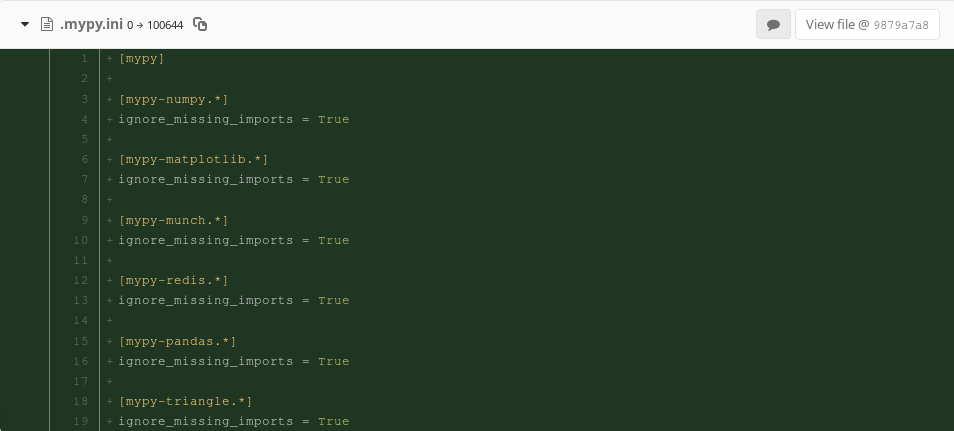 .mypy.ini 0 → 100644 View file @ 9879a7a8
1 + [mypy]
2 +
3 + [mypy-numpy.*]
4 + ignore_missing_imports = True
5 +
6 + [mypy-matplotlib.*]
7 + ignore_missing_imports = True
8 +
9 + [mypy-munch.*]
10 + ignore_missing_imports = True
11 +
12 + [mypy-redis.*]
13 + ignore_missing_imports = True
14 +
15 + [mypy-pandas.*]
16 + ignore_missing_imports = True
17 +
18 + [mypy-triangle.*]
19 + ignore_missing_imports = True